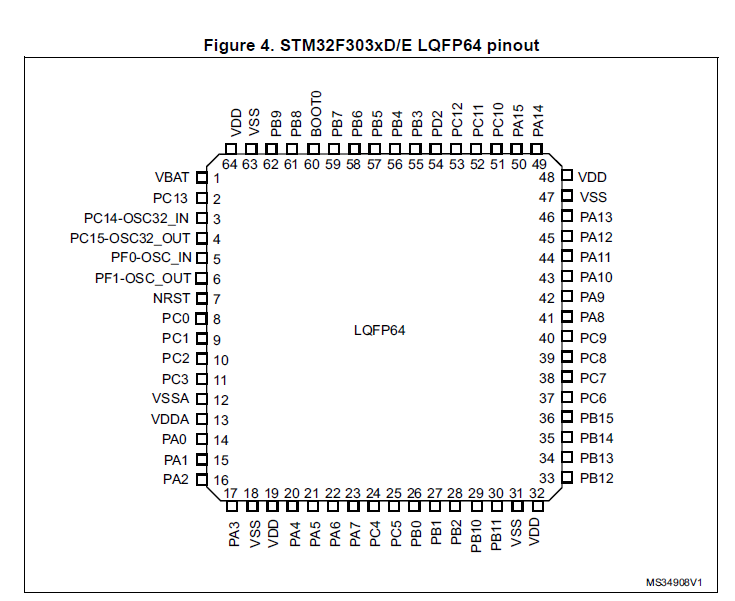 Figure 4. STM32F303xD/E LQFP64 pinout
VDD VSS PB9 PB8 BOOT0 PB7 PB6 PB5 PB4 PB3 PD2 PC12 PC11 PC10 PA15 PA14
64 63 62 61 60 59 58 57 56 55 54 53 52 51 50 49
VBAT 1 48 VDD
PC13 2 47 VSS
PC14-OSC32_IN 3 46 PA13
PC15-OSC32_OUT 4 45 PA12
PF0-OSC_IN 5 44 PA11
PF1-OSC_OUT 6 43 PA10
NRST 7 42 PA9
PC0 8 41 PA8
PC1 9 40 PC9
LQFP64
PC2 10 39 PC8
PC3 11 38 PC7
VSSA 12 37 PC6
VDDA 13 36 PB15
PA0 14 35 PB14
PA1 15 34 PB13
PA2 16 33 PB12
17 18 19 20 21 22 23 24 25 26 27 28 29 30 31 32
PA3 VSS VDD PA4 PA5 PA6 PA7 PC4 PC5 PB0 PB1 PB2 PB10 PB11 VSS VDD
MS34908V1